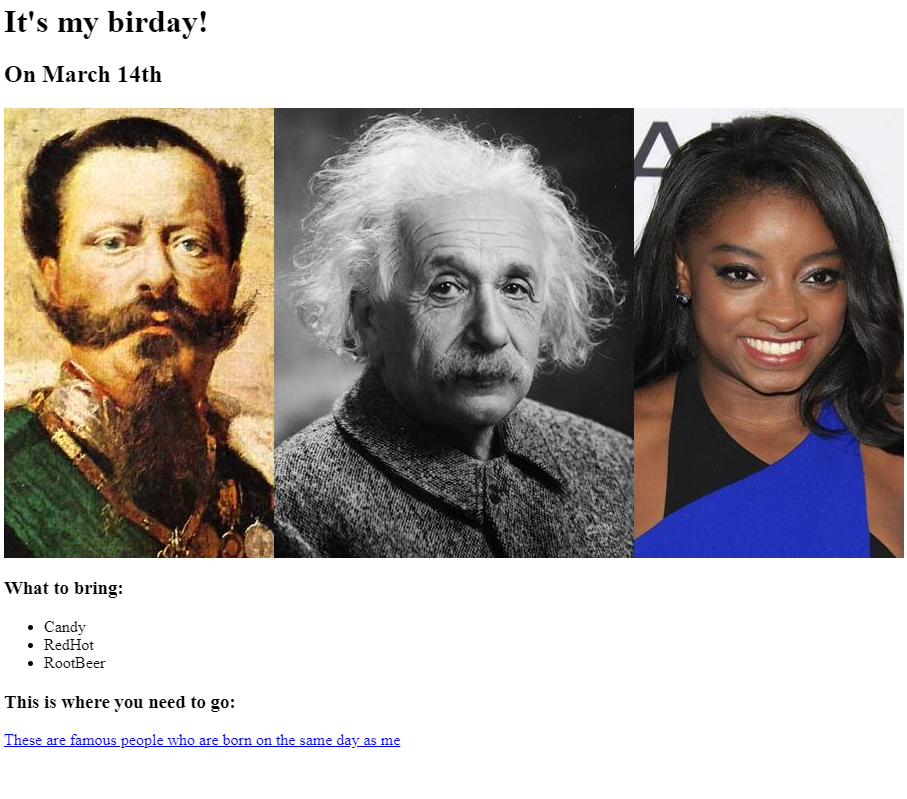 It's my birday!
On March 14th
What to bring:
Candy
RedHot
RootBeer
This is where you need to go:
These are famous people who are born on the same day as me